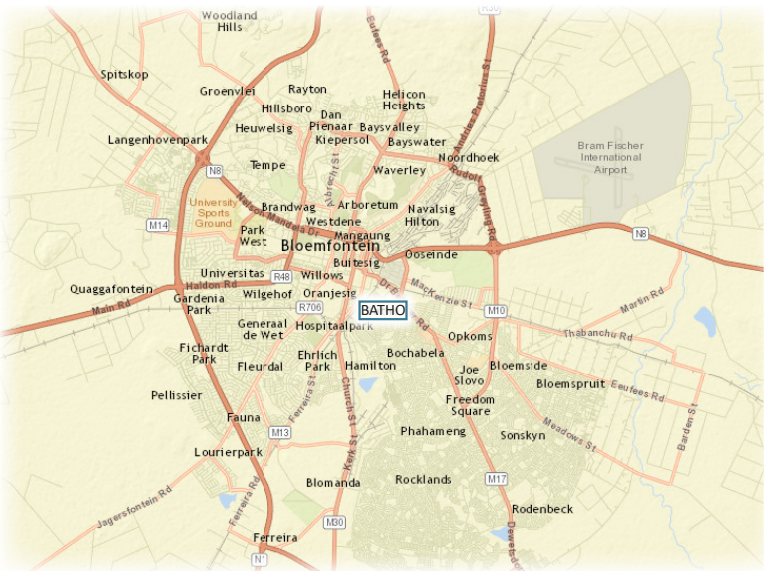 Woodland
Hills
R30
Eufees Rd
Spitskop
Groenvlei
Rayton
Helicon
Heights
Andries Pretorius St
Hillsboro
Dan
Pienaar
Baysvalley
Heuwelsig
Kiepersol
Bayswater
Langenhovenpark
Bram Fischer
International
Airport
Noordhoek
Tempe
N8
Albrecht St
Waverley
Rudolf Greyling Rd
University
Sports
Ground
Nelson Mandela Dr
Brandwag
Arboretum
Navalsig
Hilton
M14
Westdene
Park
West
Mangaung
N8
Bloemfontein
Ooseinde
Buitesig
Universitas
R48
Willows
Quaggafontein
Haldon Rd
MacKenzie St
Martin Rd
Main Rd
Gardenia
Park
Wilgehof
Oranjesig
Dr
Rd
R706
BATHO
M10
Generaal
de Wet
Hospitaalpark
Opkoms
Thabanchu Rd
Fichardt
Park
Bochabela
Ehrlich
Park
Fleurdal
Hamilton
Joe
Slovo
Bloemside
Bloemspruit
Eeufees Rd
Pellissier
Ferreira St
Church St
Freedom
Square
Barden St
Fauna
M13
Phahameng
Sonskyn
Meadows St
Kerk St
Lourierpark
Blomanda
Rocklands
M17
Jagersfontein Rd
Ferreira Rd
Rodenbeck
M30
Ferreira
N1